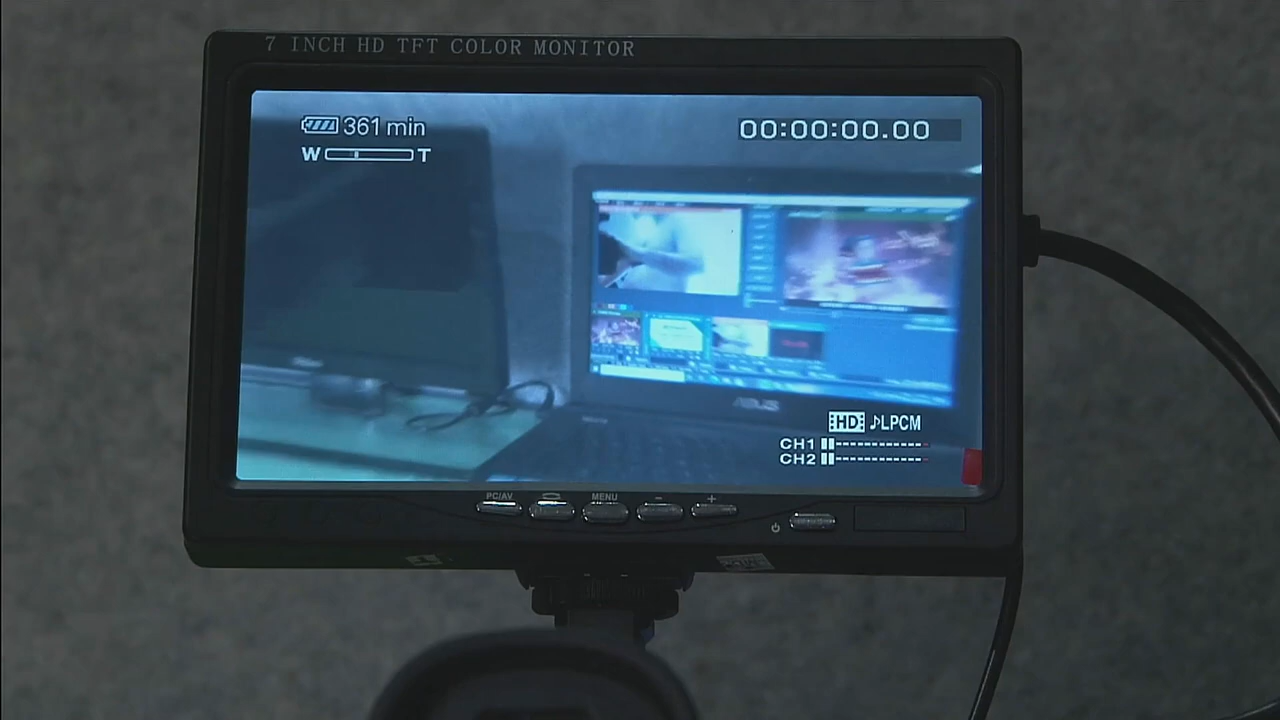 7 INCH HD TFT COLOR MONITOR
361 min
00:00:00.00
W T
ASUS
HD ♪LPCM
CH1
CH2
PC/AV MENU - +